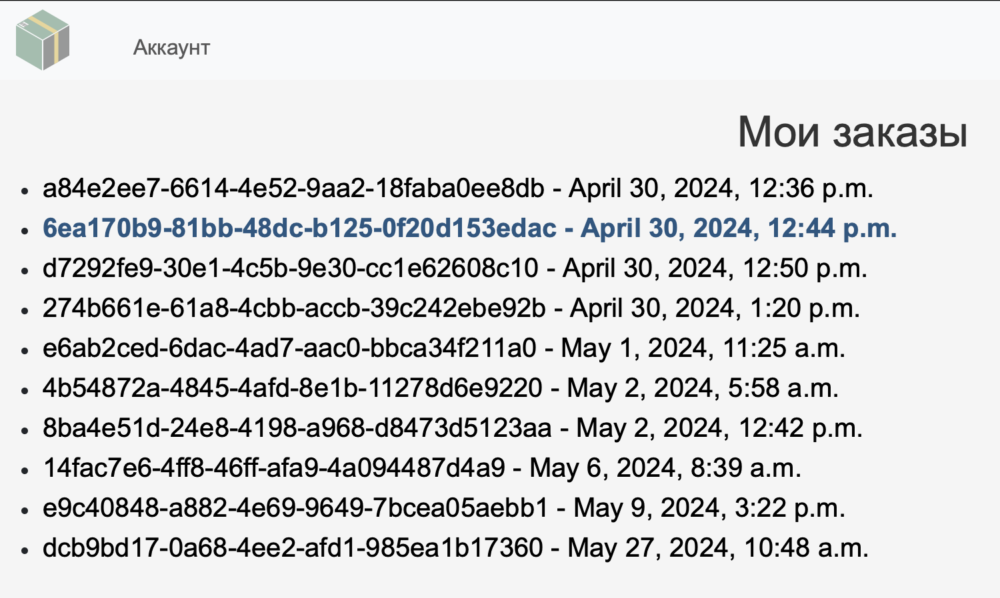 Аккаунт
Мои заказы
a84e2ee7-6614-4e52-9aa2-18faba0ee8db - April 30, 2024, 12:36 p.m.
6ea170b9-81bb-48dc-b125-0f20d153edac - April 30, 2024, 12:44 p.m.
d7292fe9-30e1-4c5b-9e30-cc1e62608c10 - April 30, 2024, 12:50 p.m.
274b661e-61a8-4cbb-accb-39c242ebe92b - April 30, 2024, 1:20 p.m.
e6ab2ced-6dac-4ad7-aac0-bbca34f211a0 - May 1, 2024, 11:25 a.m.
4b54872a-4845-4afd-8e1b-11278d6e9220 - May 2, 2024, 5:58 a.m.
8ba4e51d-24e8-4198-a968-d8473d5123aa - May 2, 2024, 12:42 p.m.
14fac7e6-4ff8-46ff-afa9-4a094487d4a9 - May 6, 2024, 8:39 a.m.
e9c40848-a882-4e69-9649-7bcea05aebb1 - May 9, 2024, 3:22 p.m.
dcb9bd17-0a68-4ee2-afd1-985ea1b17360 - May 27, 2024, 10:48 a.m.